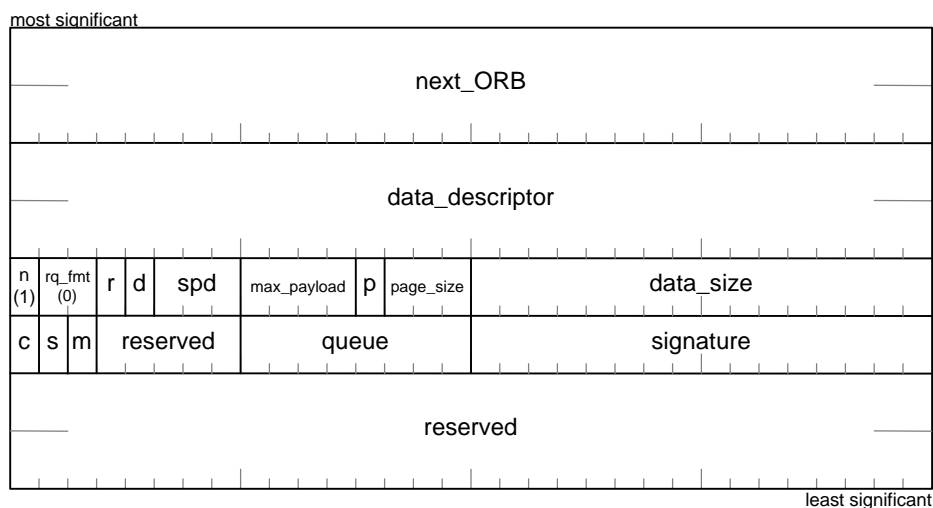 most significant
next_ORB
data_descriptor
n (1) rq_fmt (0) r d spd max_payload p page_size data_size
c s m reserved queue signature
reserved
least significant